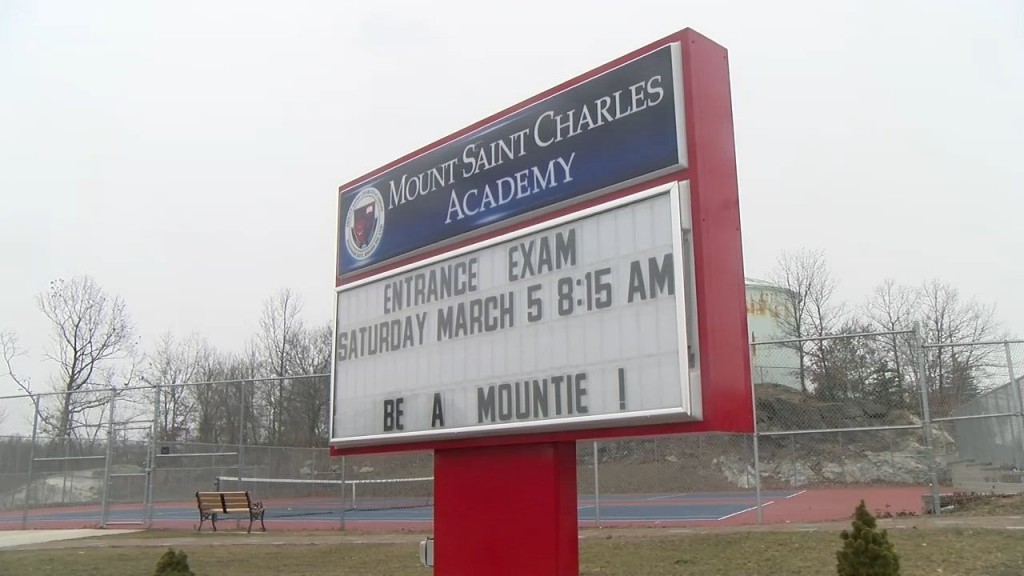 MOUNT SAINT CHARLES
ACADEMY
ENTRANCE EXAM
SATURDAY MARCH 5 8:15 AM
BE A MOUNTIE !